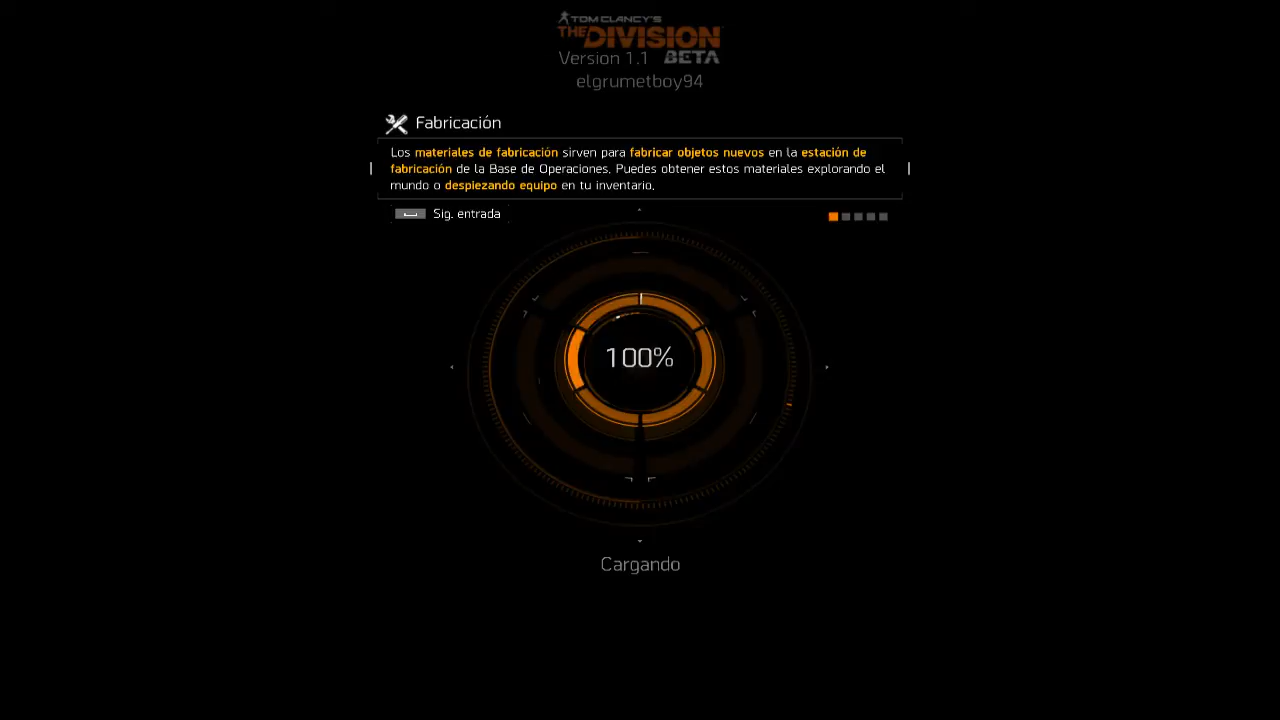 TOM CLANCY'S
THE DIVISION
Version 1.1 BETA
elgrumetboy94
Fabricación
Los materiales de fabricación sirven para fabricar objetos nuevos en la estación de
fabricación de la Base de Operaciones. Puedes obtener estos materiales explorando el
mundo o despiezando equipo en tu inventario.
Sig. entrada
100%
Cargando